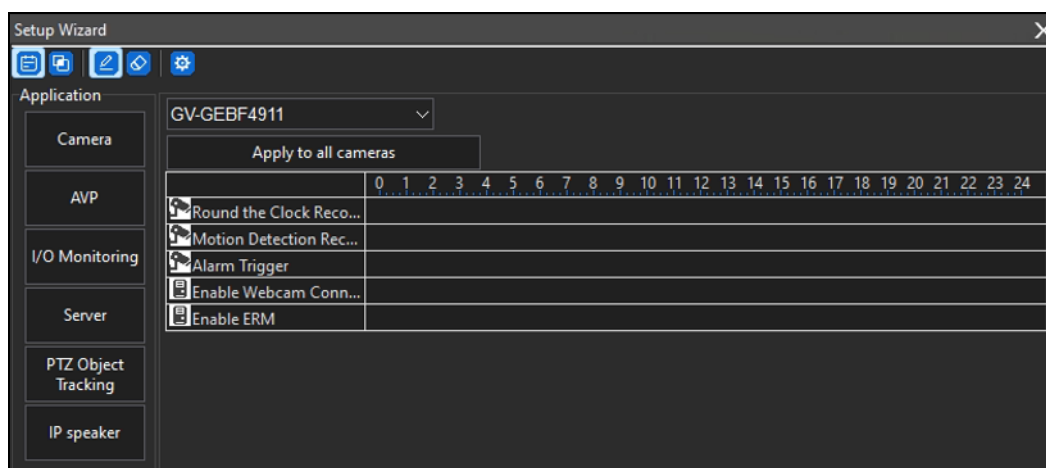 Setup Wizard
Application
Camera
AVP
I/O Monitoring
Server
PTZ Object
Tracking
IP speaker
GV-GEBF4911
Apply to all cameras
0 1 2 3 4 5 6 7 8 9 10 11 12 13 14 15 16 17 18 19 20 21 22 23 24
Round the Clock Reco...
Motion Detection Rec...
Alarm Trigger
Enable Webcam Conn...
Enable ERM